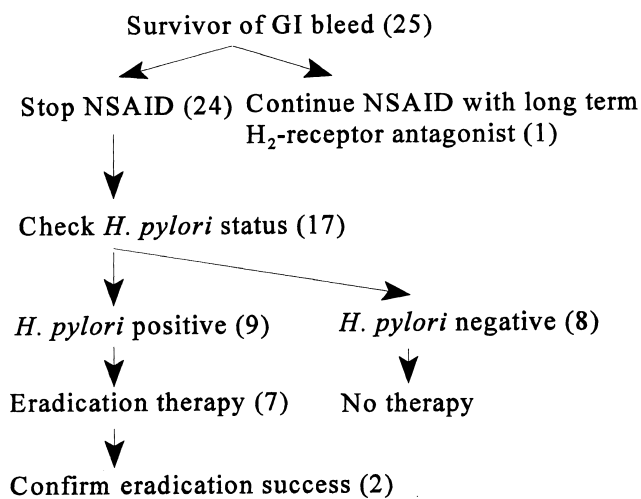 Survivor of GI bleed (25)
Stop NSAID (24)
Continue NSAID with long term
H₂-receptor antagonist (1)
Check H. pylori status (17)
H. pylori positive (9)
H. pylori negative (8)
Eradication therapy (7)
No therapy
Confirm eradication success (2)